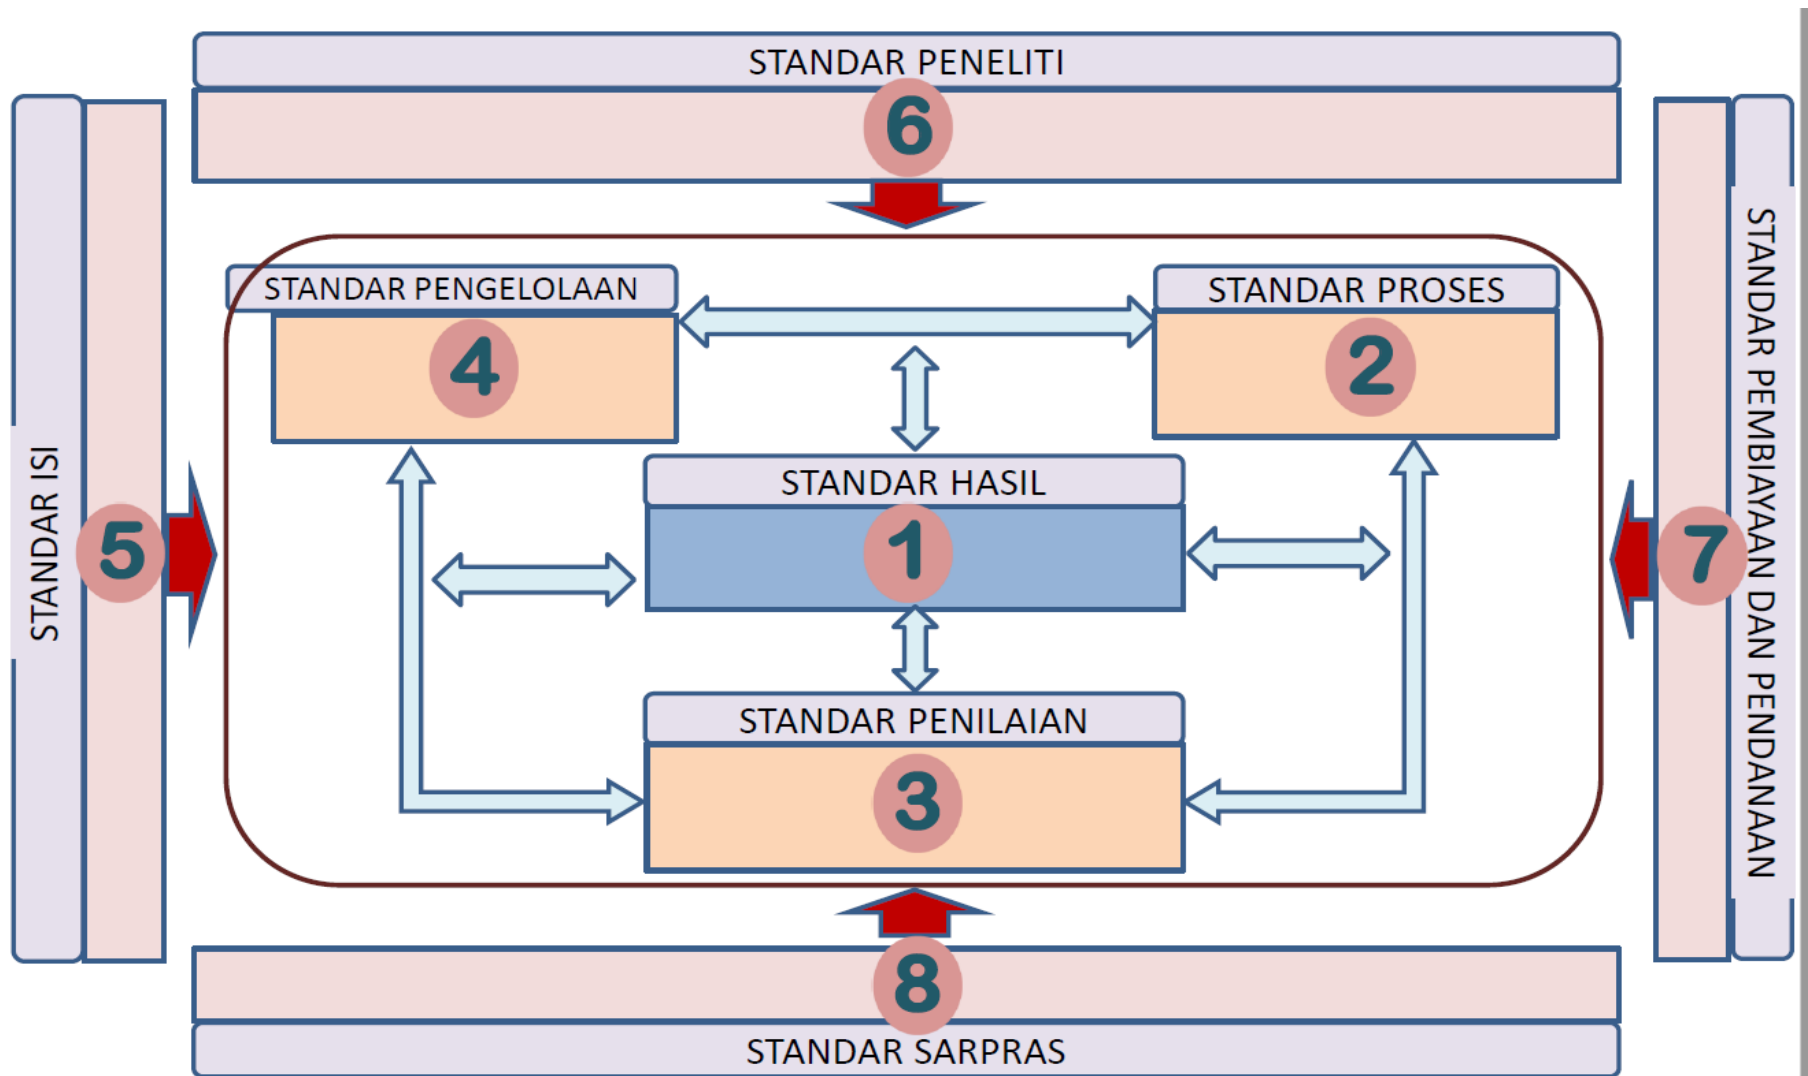 STANDAR PENELITI
6
STANDAR PENGELOLAAN
STANDAR PROSES
4
2
STANDAR HASIL
1
STANDAR ISI
5
7
STANDAR PEMBIAYAAN DAN PENDANAAN
STANDAR PENILAIAN
3
8
STANDAR SARPRAS